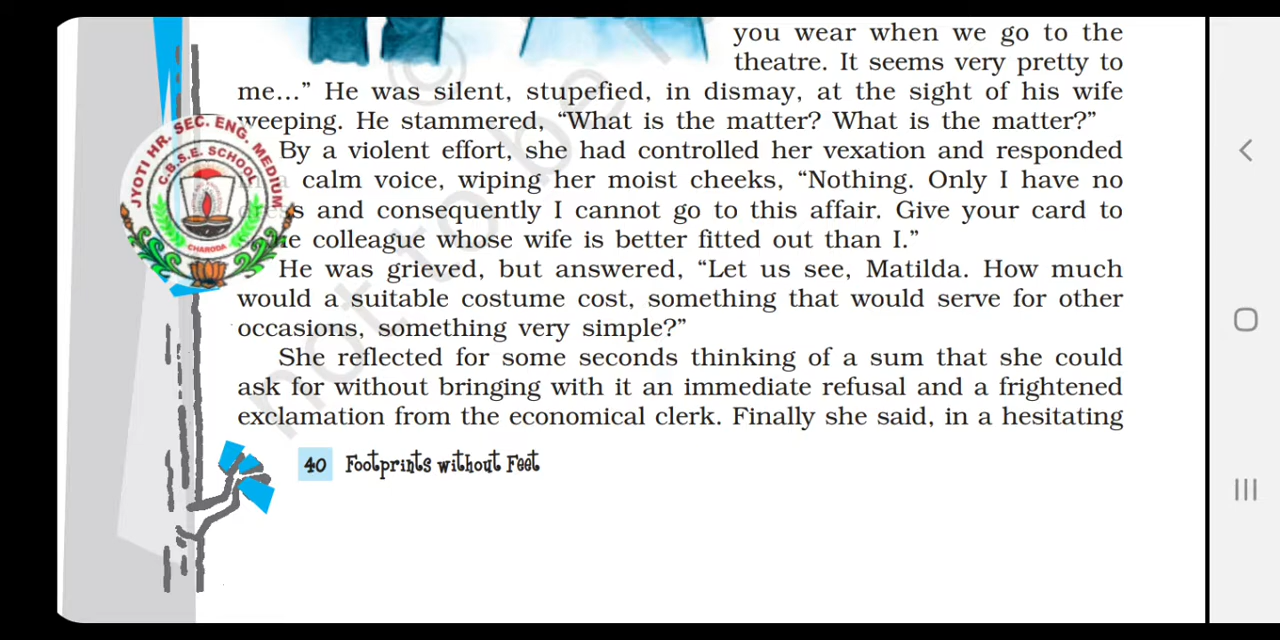 you wear when we go to the
theatre. It seems very pretty to
me...” He was silent, stupefied, in dismay, at the sight of his wife
weeping. He stammered, “What is the matter? What is the matter?”
By a violent effort, she had controlled her vexation and responded
a calm voice, wiping her moist cheeks, “Nothing. Only I have no
s and consequently I cannot go to this affair. Give your card to
e colleague whose wife is better fitted out than I.”
He was grieved, but answered, “Let us see, Matilda. How much
would a suitable costume cost, something that would serve for other
occasions, something very simple?”
She reflected for some seconds thinking of a sum that she could
ask for without bringing with it an immediate refusal and a frightened
exclamation from the economical clerk. Finally she said, in a hesitating
40 Footprints without Feet
JYOTI HR. SEC. ENG. MEDIUM
C.B.S.E. SCHOOL
CHARODA
© not to be r